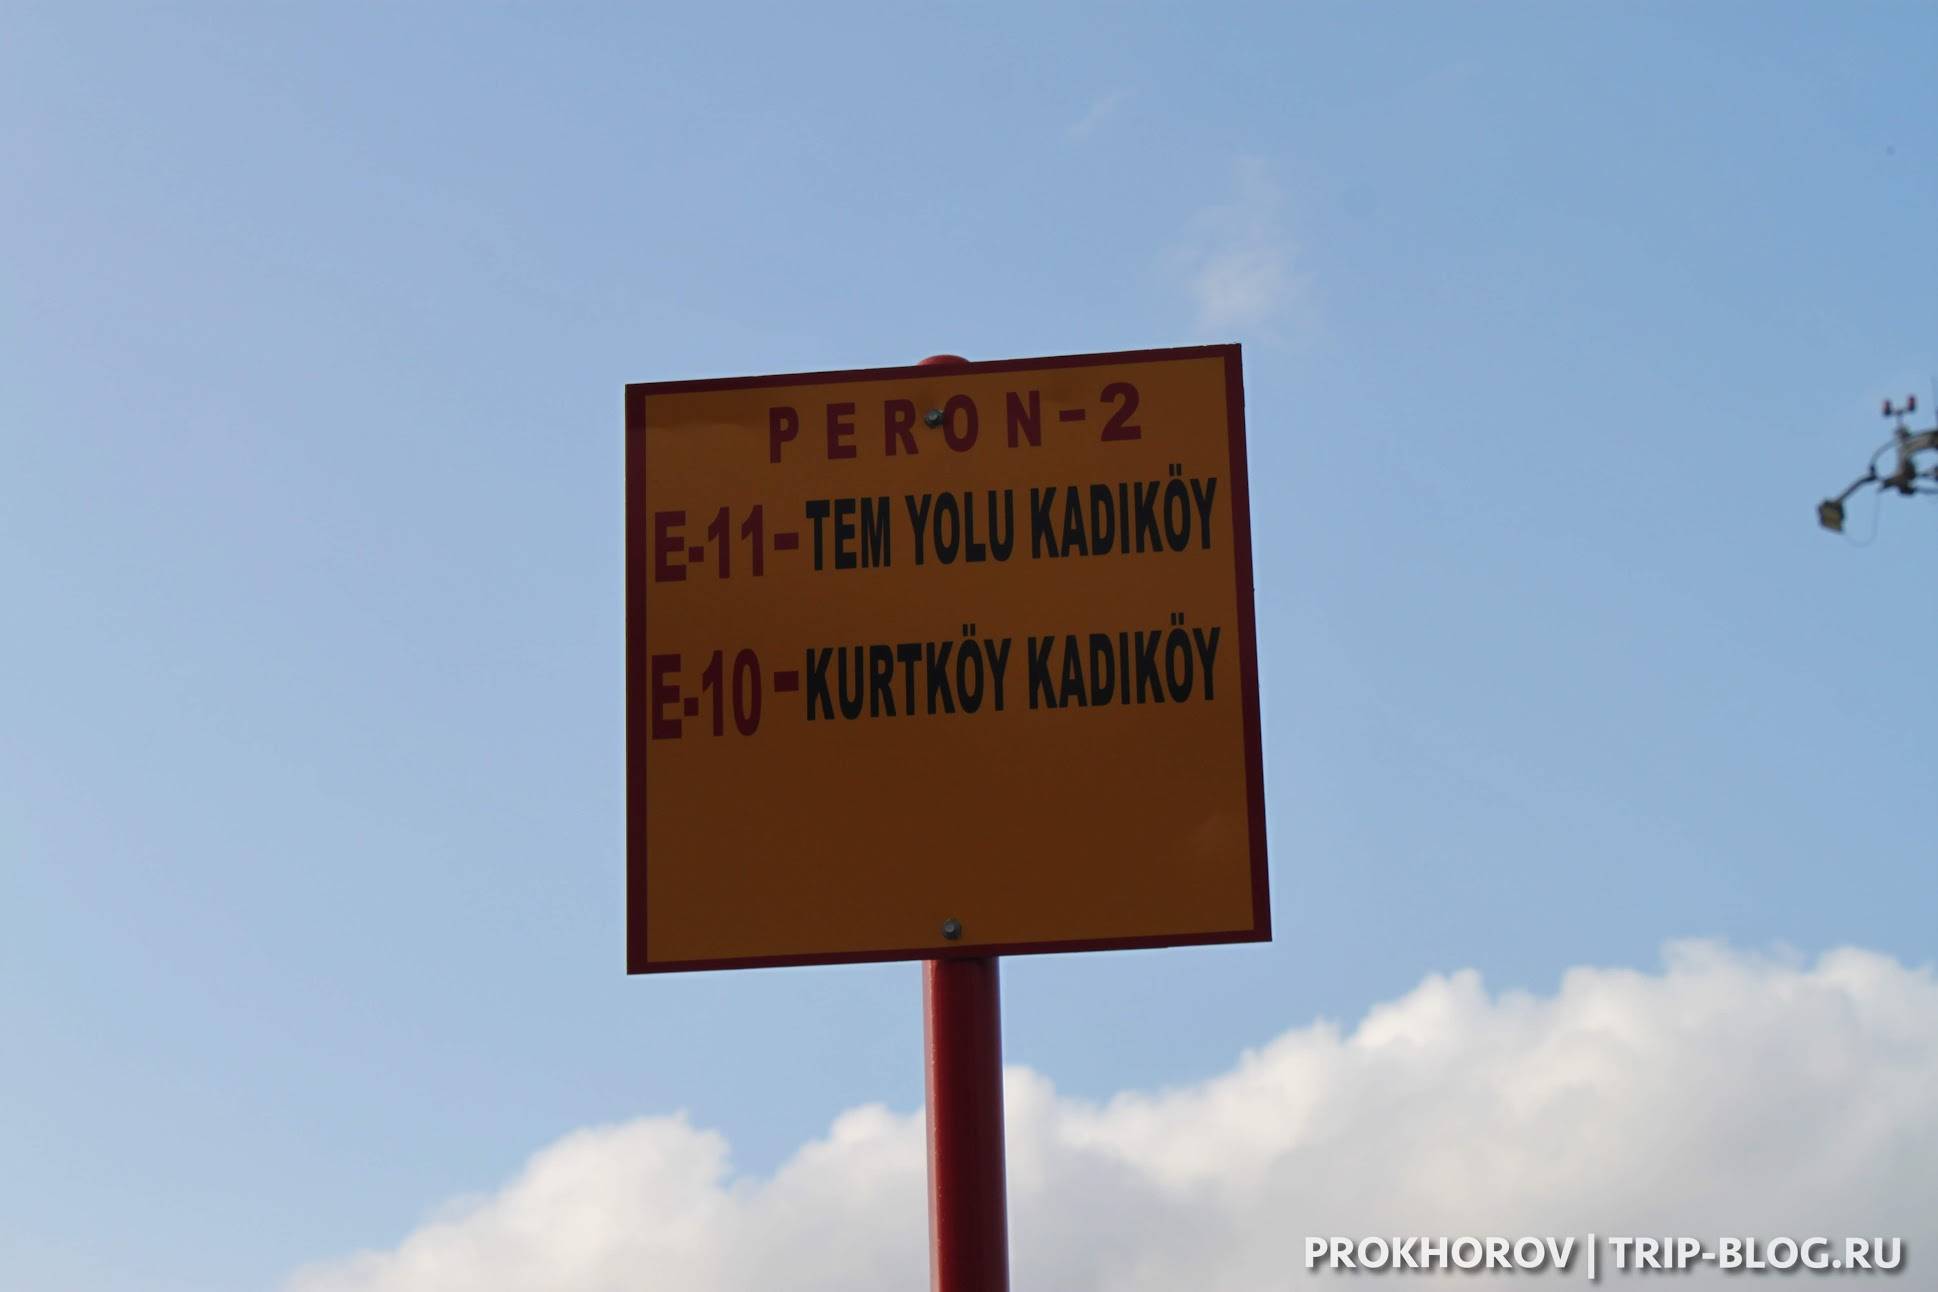 PERON-2
E-11-TEM YOLU KADIKÖY
E-10-KURTKÖY KADIKÖY
PROKHOROV | TRIP-BLOG.RU